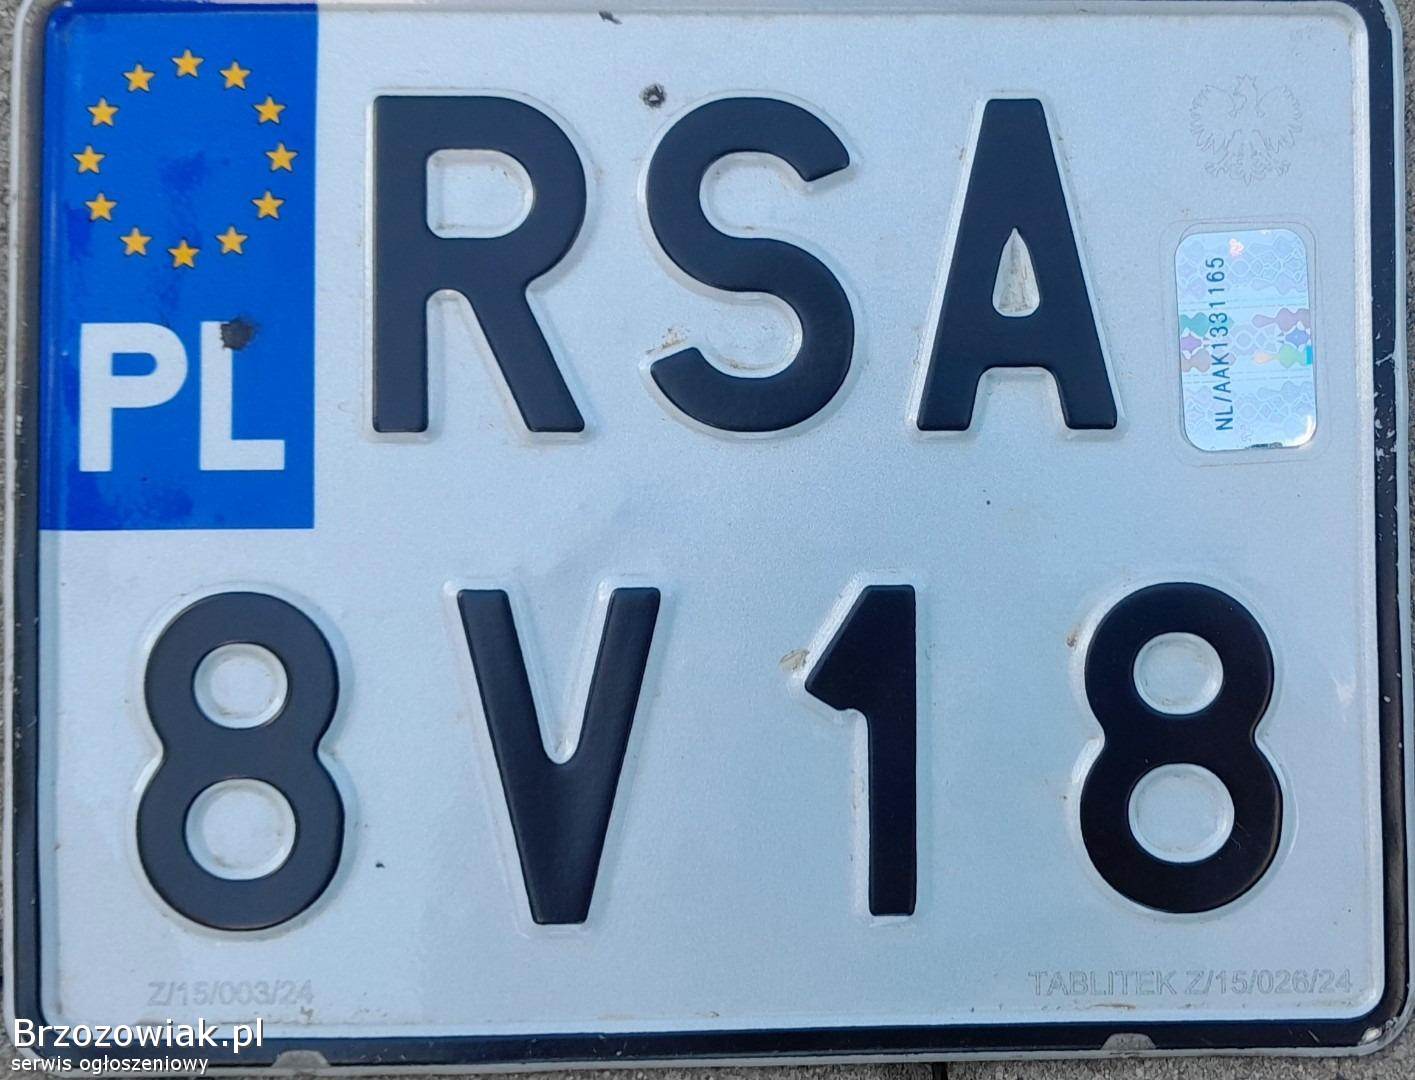 RSA
PL
NL/AAK1331165
8V18
Z/15/003/24
TABLITEK Z/15/026/24
Brzozowiak.pl
serwis ogłoszeniowy